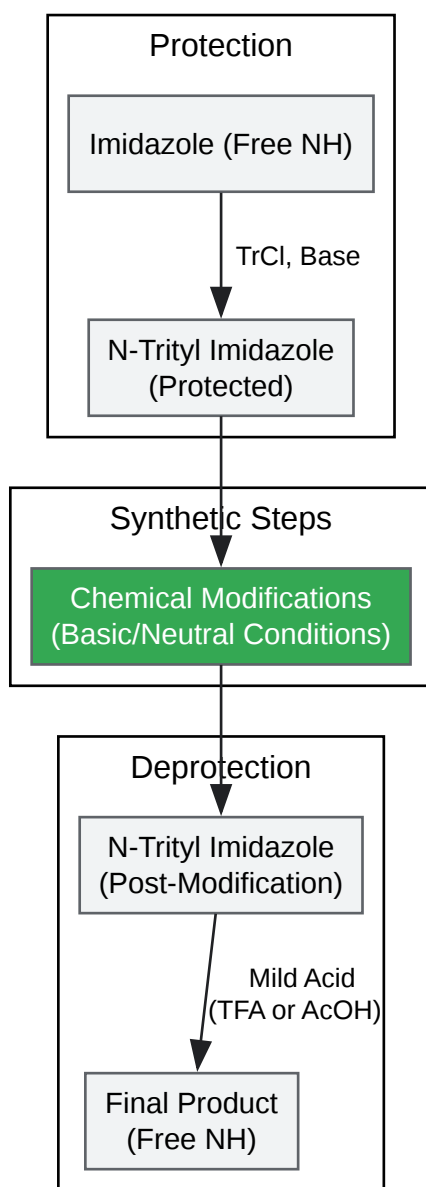 Protection
Imidazole (Free NH)
TrCl, Base
N-Trityl Imidazole
(Protected)
Synthetic Steps
Chemical Modifications
(Basic/Neutral Conditions)
Deprotection
N-Trityl Imidazole
(Post-Modification)
Mild Acid
(TFA or AcOH)
Final Product
(Free NH)